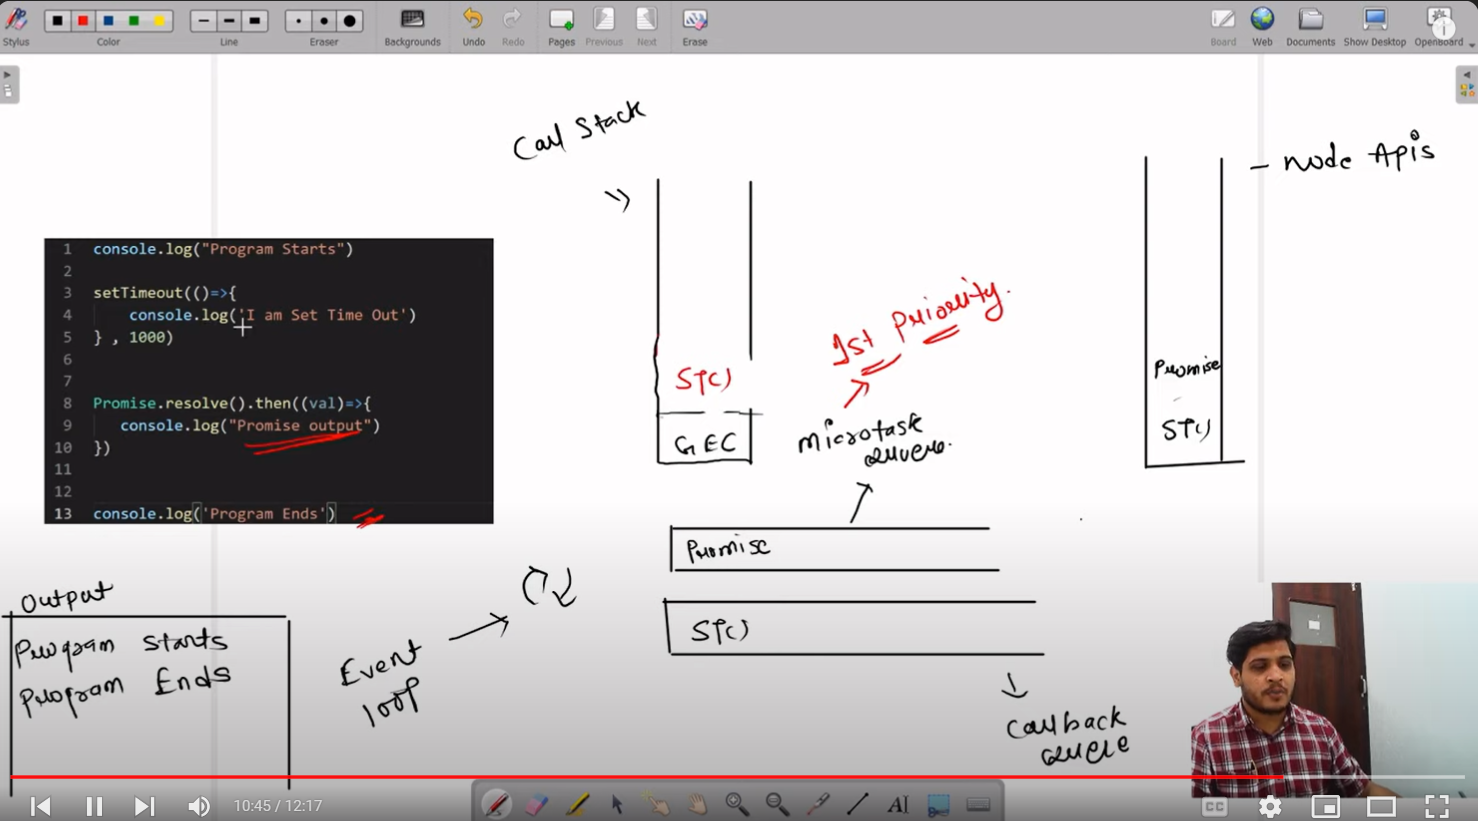 Stylus
Color
Line
Eraser
Backgrounds
Undo
Redo
Pages
Previous
Next
Erase
Board
Web
Documents
Show Desktop
OpenBoard
Call Stack
- Node Apis
1 console.log("Program Starts")
2
3 setTimeout(()=>{
4 console.log('I am Set Time Out')
5 } , 1000)
6
7
8 Promise.resolve().then((val)=>{
9 console.log("Promise output")
10 })
11
12
13 console.log('Program Ends')
1st Priority.
S T()
GEC
microtask
queue.
Promise
S T()
Promise
S T()
Output
Program Starts
Program Ends
Event
loop
Callback
queue
10:45 / 12:17
CC
AI